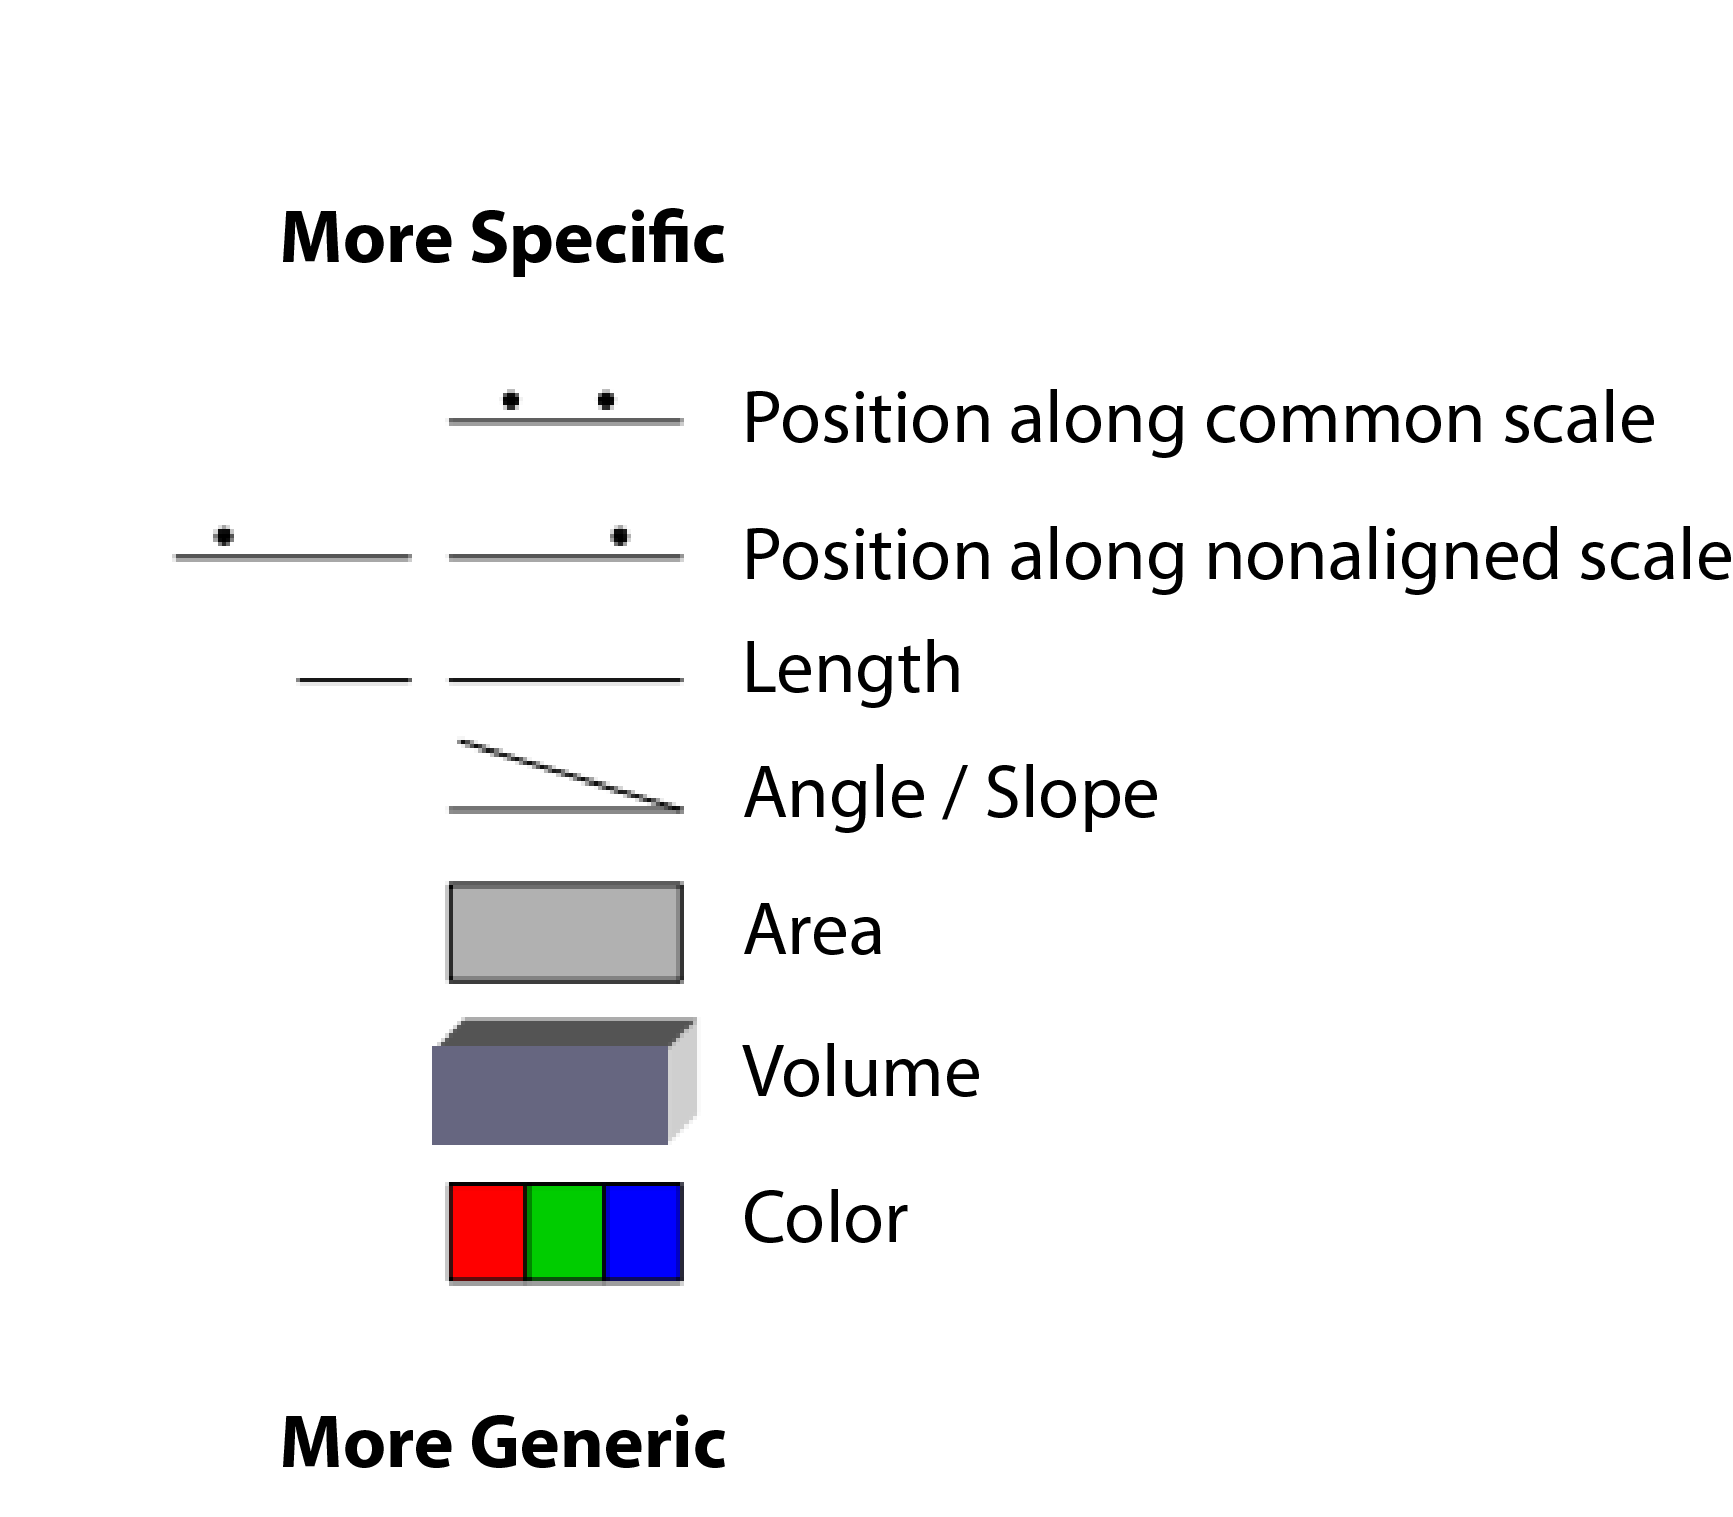 More Specific
Position along common scale
Position along nonaligned scale
Length
Angle / Slope
Area
Volume
Color
More Generic